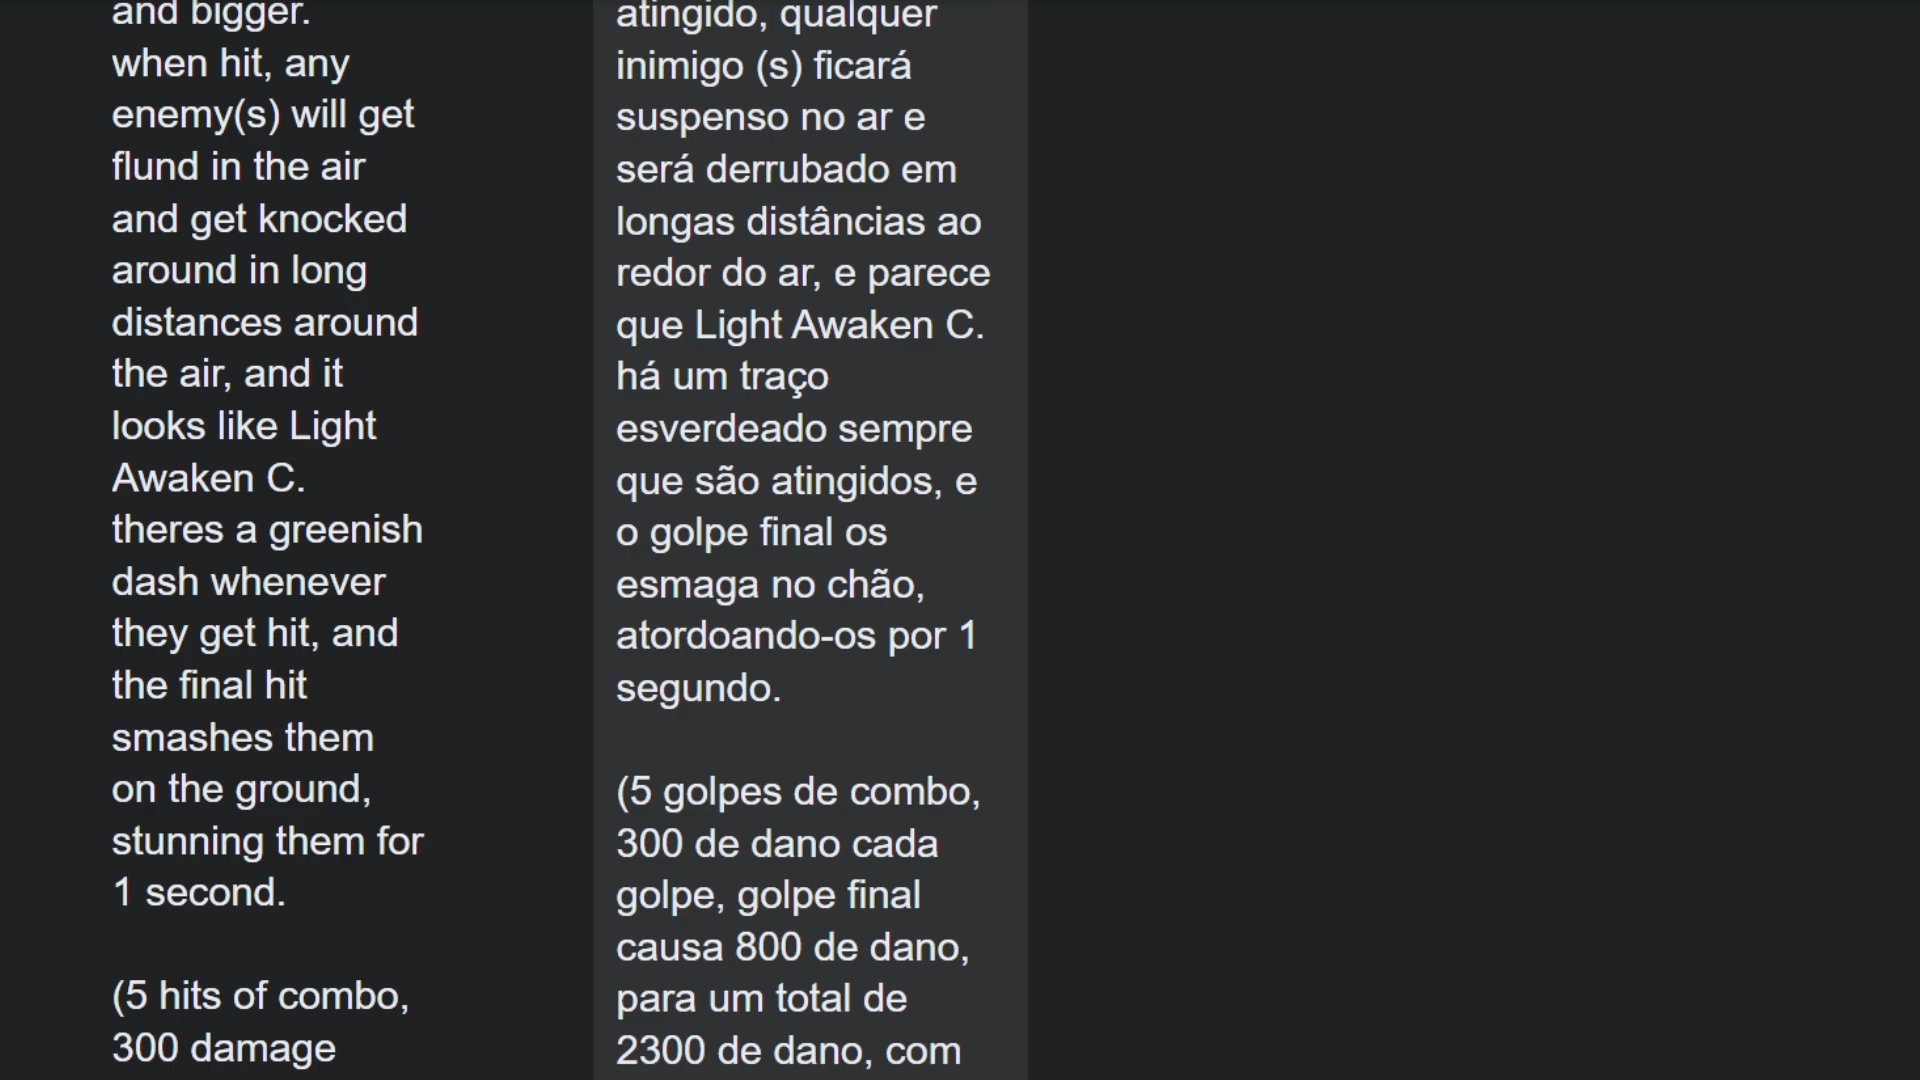 and bigger.
when hit, any
enemy(s) will get
flund in the air
and get knocked
around in long
distances around
the air, and it
looks like Light
Awaken C.
theres a greenish
dash whenever
they get hit, and
the final hit
smashes them
on the ground,
stunning them for
1 second.
(5 hits of combo,
300 damage
atingido, qualquer
inimigo (s) ficará
suspenso no ar e
será derrubado em
longas distâncias ao
redor do ar, e parece
que Light Awaken C.
há um traço
esverdeado sempre
que são atingidos, e
o golpe final os
esmaga no chão,
atordoando-os por 1
segundo.
(5 golpes de combo,
300 de dano cada
golpe, golpe final
causa 800 de dano,
para um total de
2300 de dano, com